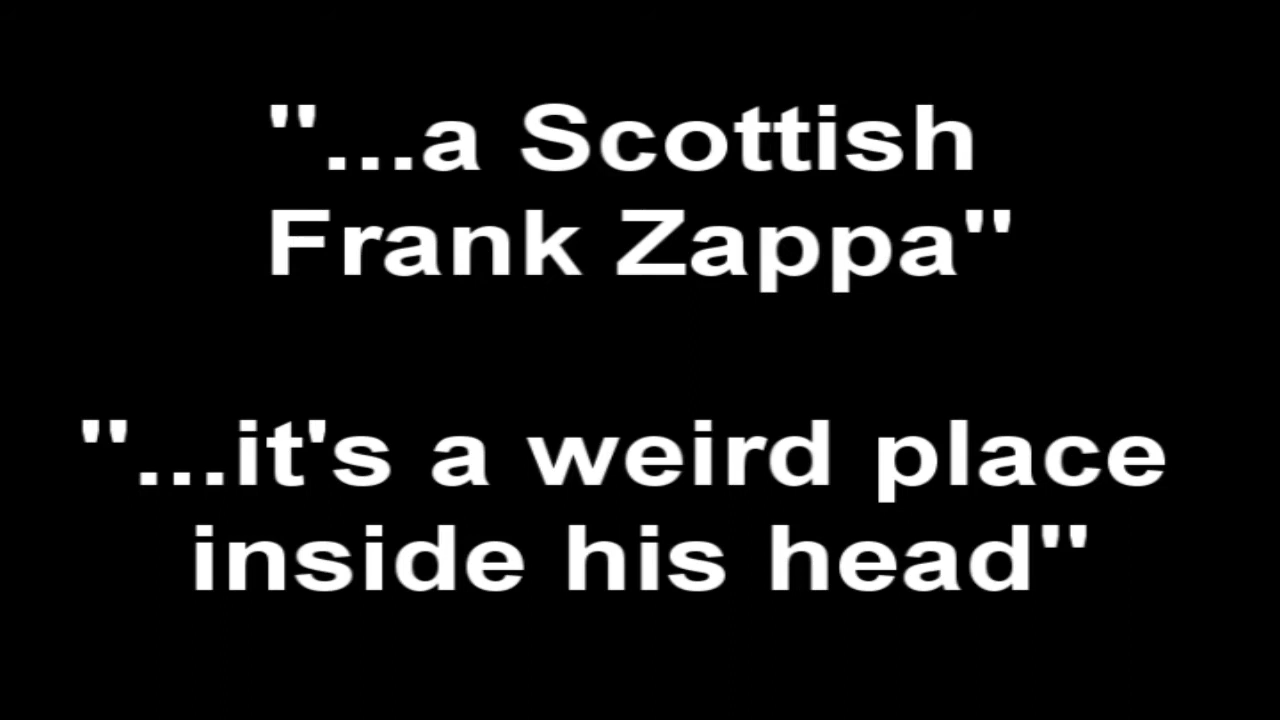 "...a Scottish
Frank Zappa"
"...it's a weird place
inside his head"